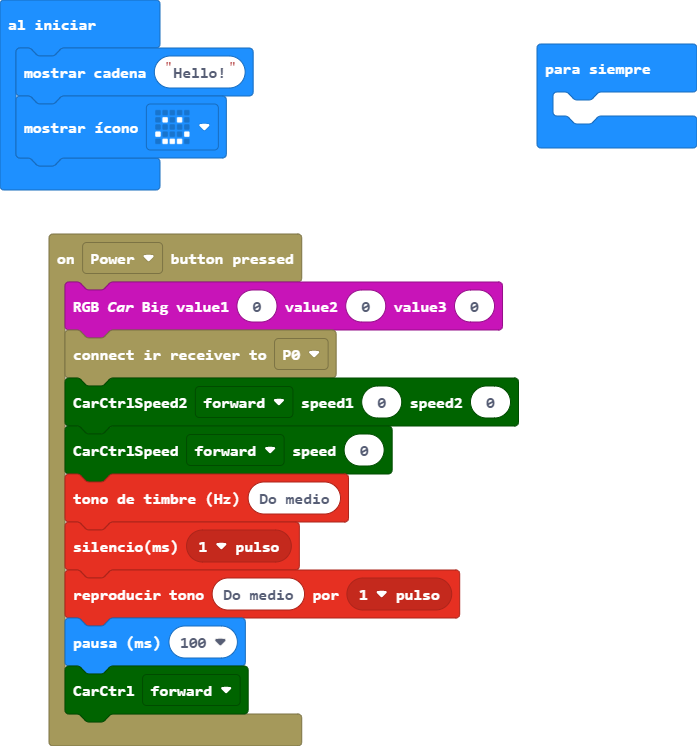 al iniciar
mostrar cadena "Hello!"
mostrar ícono
para siempre
on Power button pressed
RGB Car Big value1 0 value2 0 value3 0
connect ir receiver to P0
CarCtrlSpeed2 forward speed1 0 speed2 0
CarCtrlSpeed forward speed 0
tono de timbre (Hz) Do medio
silencio(ms) 1 pulso
reproducir tono Do medio por 1 pulso
pausa (ms) 100
CarCtrl forward